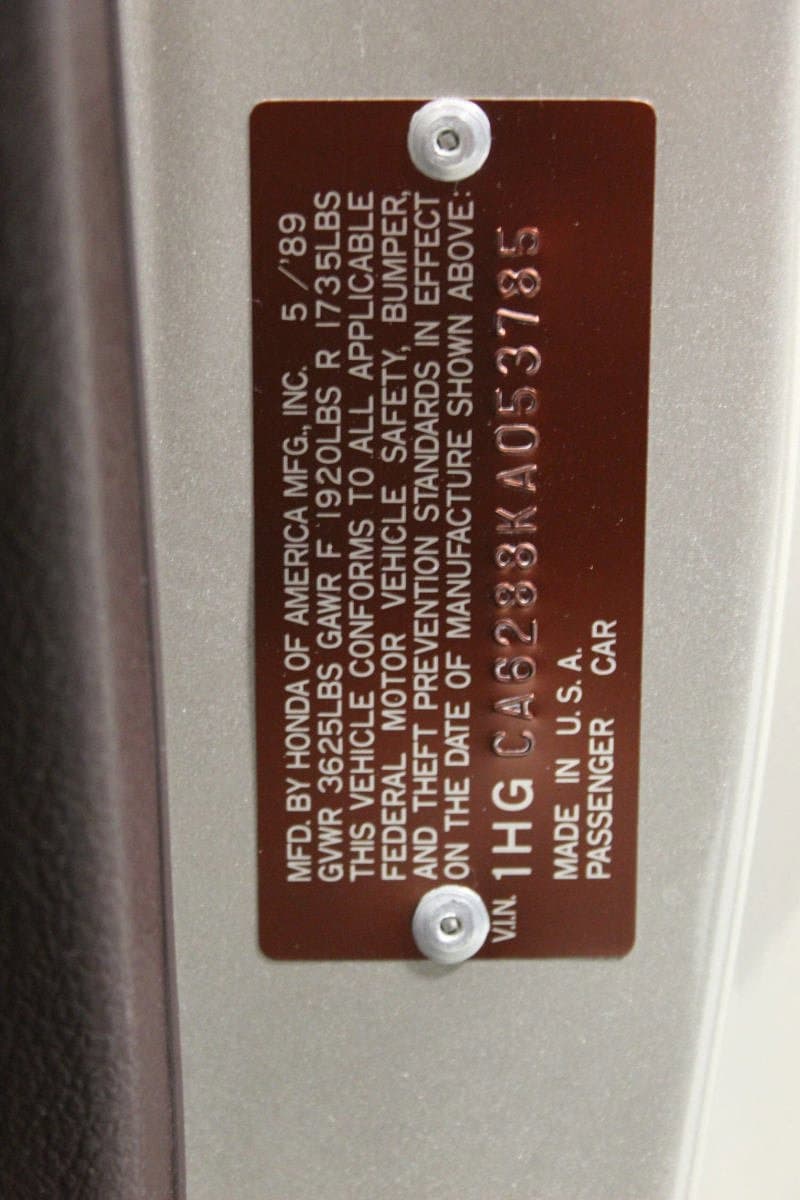 MFD. BY HONDA OF AMERICA MFG., INC. 5 /'89
GVWR 3625LBS GAWR F 1920LBS R 1735LBS
THIS VEHICLE CONFORMS TO ALL APPLICABLE
FEDERAL MOTOR VEHICLE SAFETY, BUMPER,
AND THEFT PREVENTION STANDARDS IN EFFECT
ON THE DATE OF MANUFACTURE SHOWN ABOVE:
V.I.N. 1HG CA6288KA053785
MADE IN U.S.A.
PASSENGER CAR